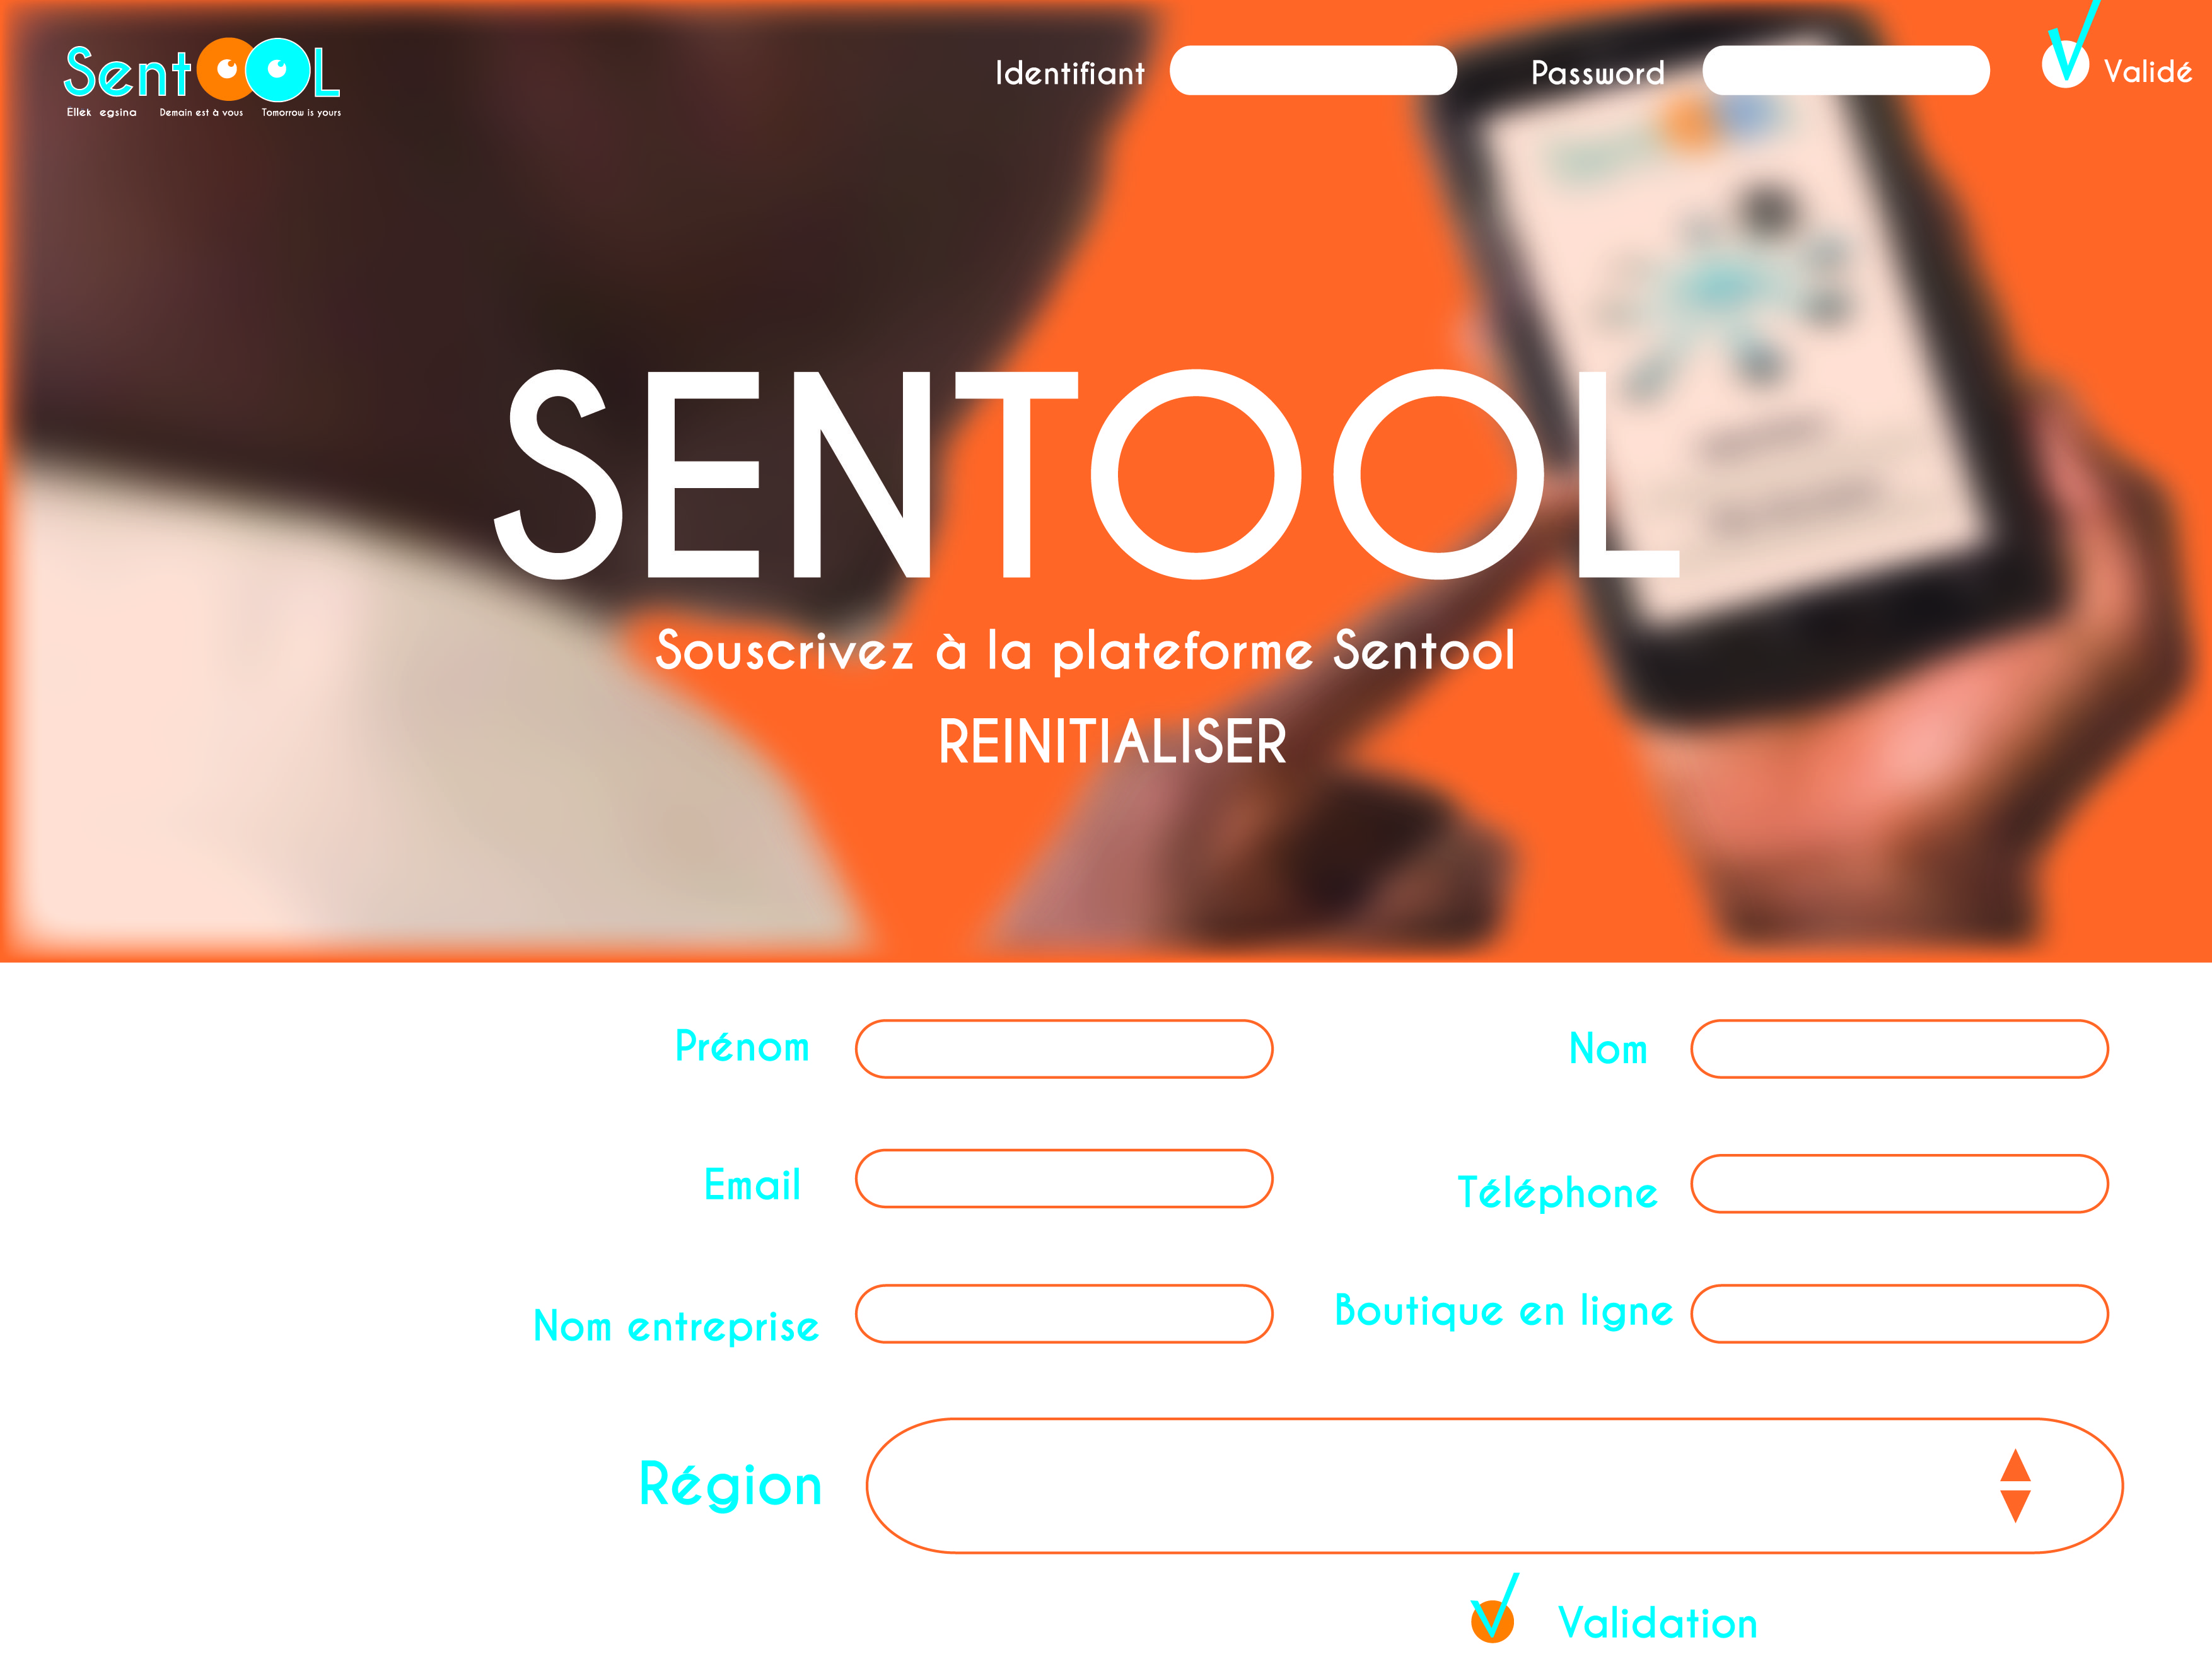 SentOOL
Ellek egsina Demain est à vous Tomorrow is yours
Identifiant Password Validé
SENTOOL
Souscrivez à la plateforme Sentool
REINITIALISER
Prénom Nom
Email Téléphone
Nom entreprise Boutique en ligne
Région
Validation